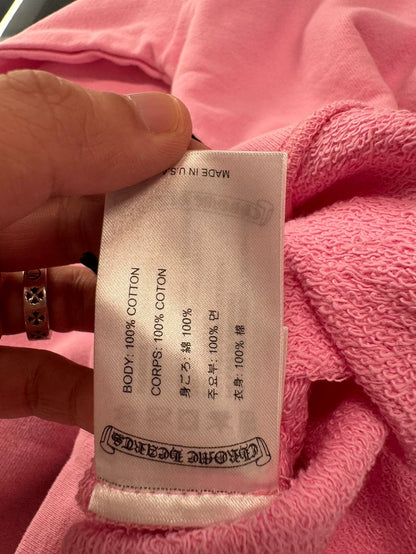 MADE IN U.S.A
BODY: 100% COTTON
CORPS: 100% COTON
身ごろ: 綿 100%
주요부: 100% 면
衣身: 100% 棉
CHROME HEARTS